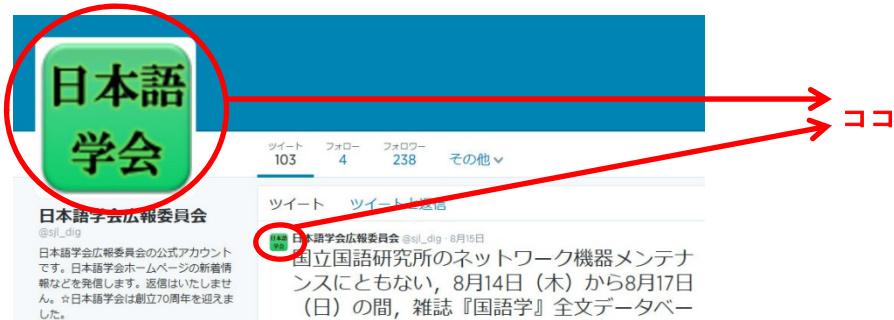 日本語
学会
ココ
ツイート フォロー フォロワー
103 4 238 その他
日本語学会広報委員会
@sjl_dig
日本語学会広報委員会の公式アカウント
です。日本語学会ホームページの新着情
報などを発信します。返信はいたしませ
ん。☆日本語学会は創立70周年を迎えま
した。
ツイート ツイートと返信
日本語
学会
日本語学会広報委員会 @sjl_dig · 8月15日
国立国語研究所のネットワーク機器メンテナ
ンスにともない，8月14日（木）から8月17日
（日）の間，雑誌『国語学』全文データベー